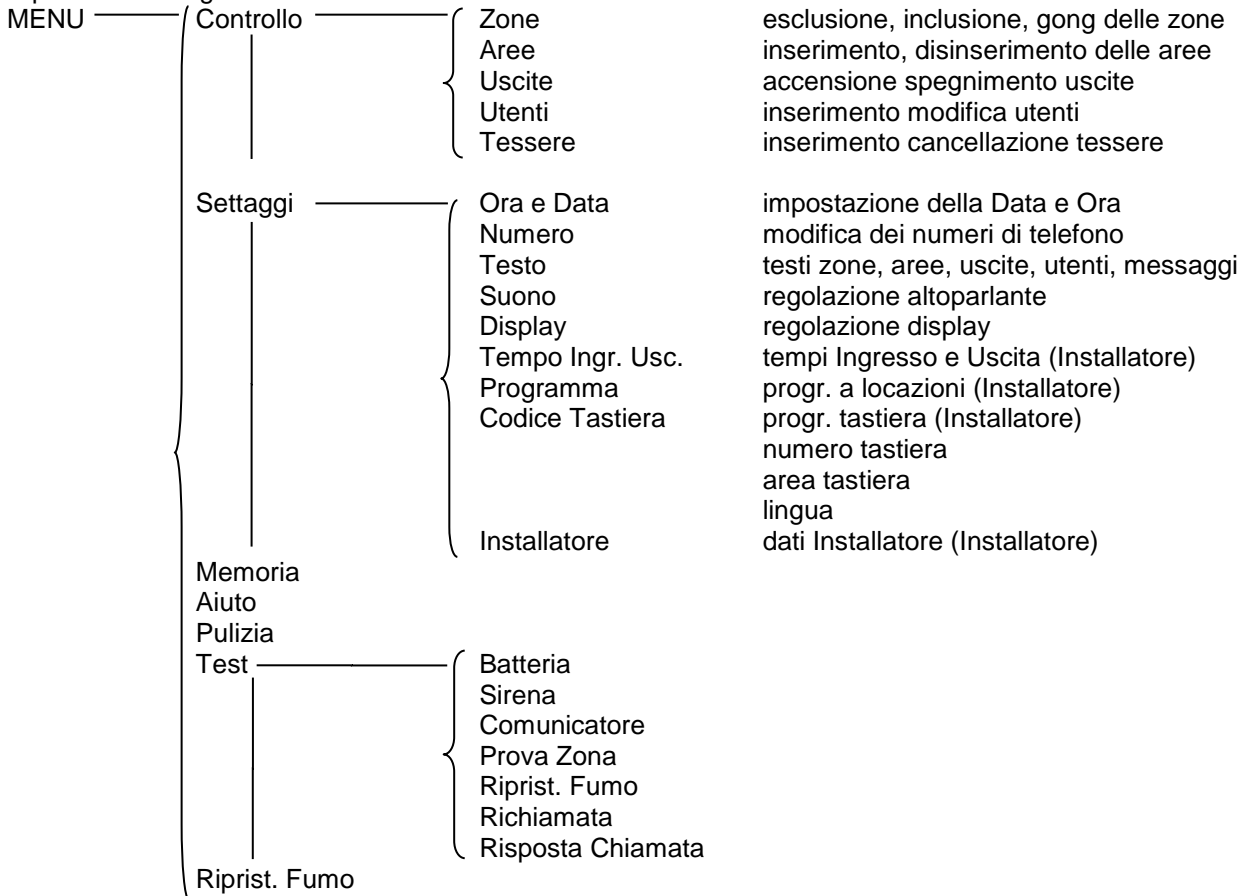 MENU Controllo Zone esclusione, inclusione, gong delle zone
Aree inserimento, disinserimento delle aree
Uscite accensione spegnimento uscite
Utenti inserimento modifica utenti
Tessere inserimento cancellazione tessere
Settaggi Ora e Data impostazione della Data e Ora
Numero modifica dei numeri di telefono
Testo testi zone, aree, uscite, utenti, messaggi
Suono regolazione altoparlante
Display regolazione display
Tempo Ingr. Usc. tempi Ingresso e Uscita (Installatore)
Programma progr. a locazioni (Installatore)
Codice Tastiera progr. tastiera (Installatore)
numero tastiera
area tastiera
lingua
Installatore dati Installatore (Installatore)
Memoria
Aiuto
Pulizia
Test Batteria
Sirena
Comunicatore
Prova Zona
Riprist. Fumo
Richiamata
Risposta Chiamata
Riprist. Fumo